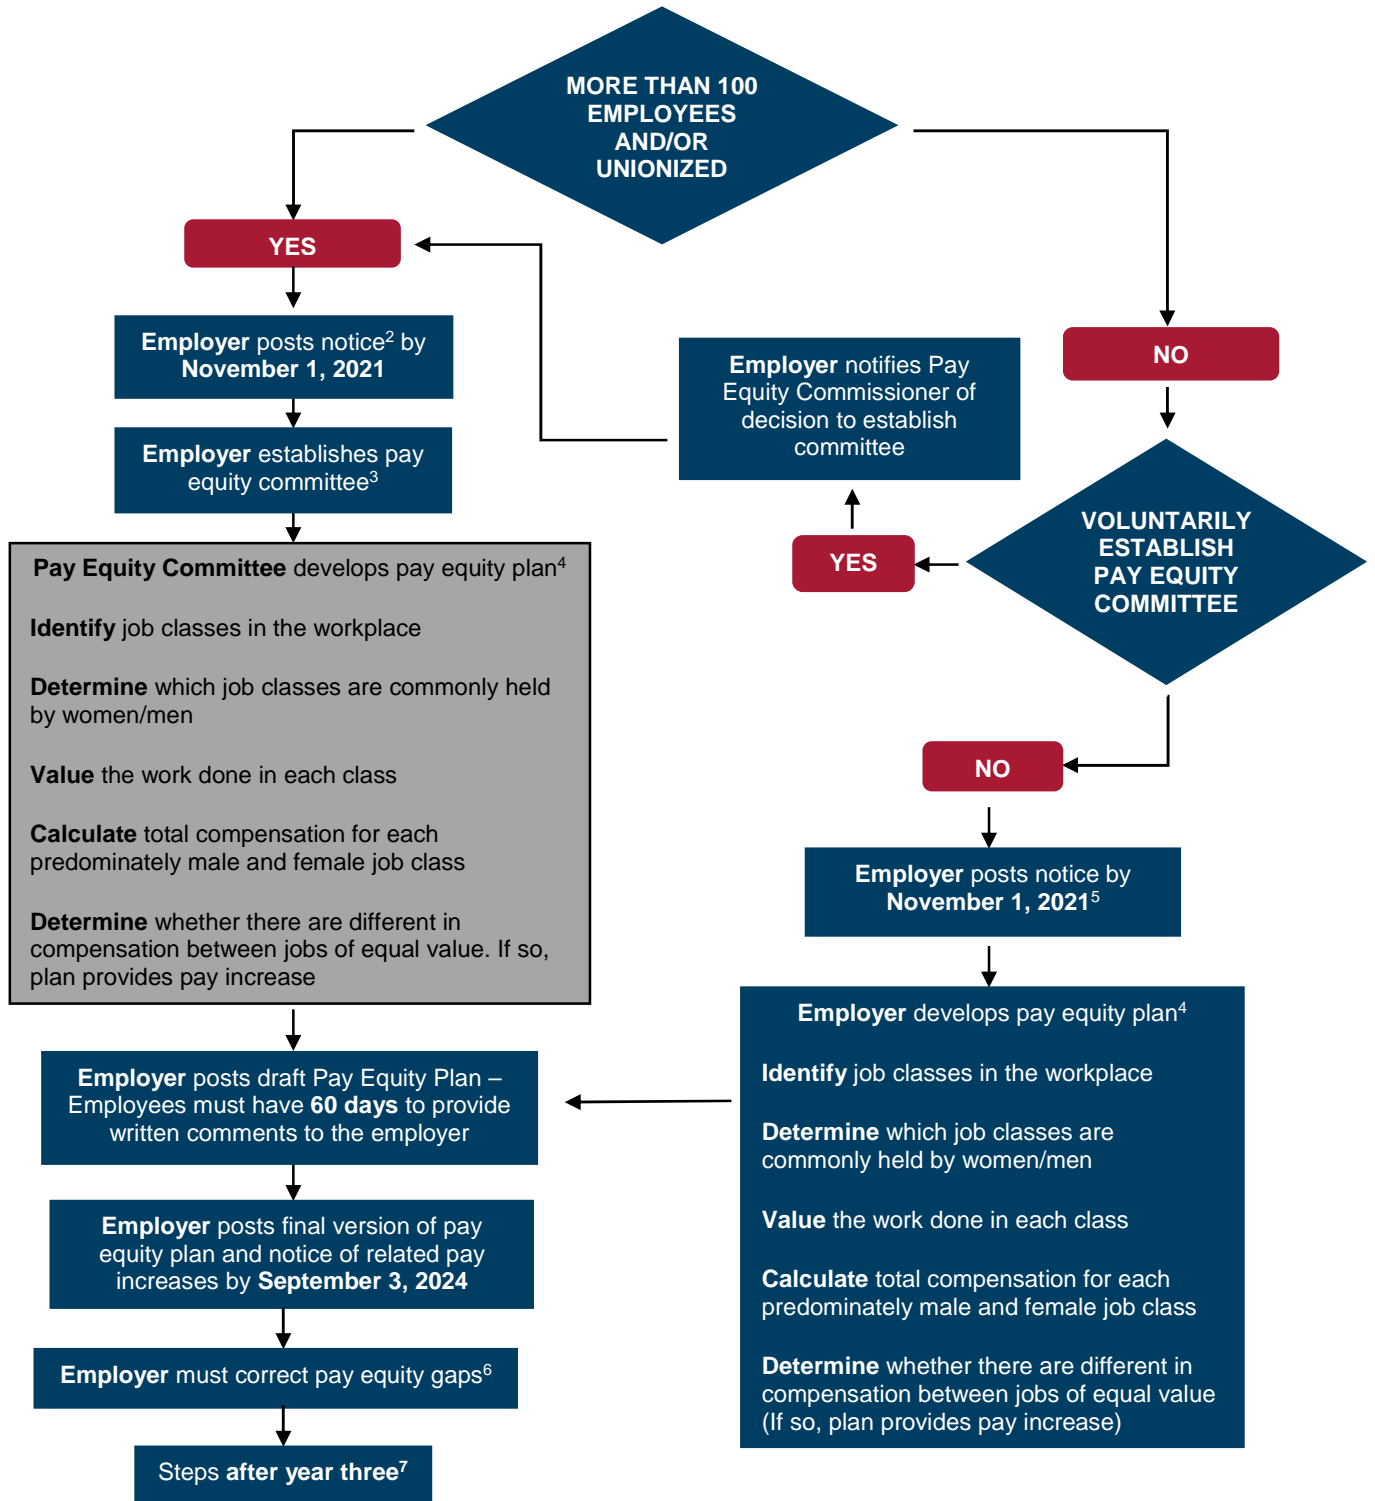 MORE THAN 100
EMPLOYEES
AND/OR
UNIONIZED
YES
Employer posts notice² by
November 1, 2021
Employer establishes pay
equity committee³
Pay Equity Committee develops pay equity plan⁴
Identify job classes in the workplace
Determine which job classes are commonly held
by women/men
Value the work done in each class
Calculate total compensation for each
predominately male and female job class
Determine whether there are different in
compensation between jobs of equal value. If so,
plan provides pay increase
Employer posts draft Pay Equity Plan –
Employees must have 60 days to provide
written comments to the employer
Employer posts final version of pay
equity plan and notice of related pay
increases by September 3, 2024
Employer must correct pay equity gaps⁶
Steps after year three⁷
NO
VOLUNTARILY
ESTABLISH
PAY EQUITY
COMMITTEE
YES
Employer notifies Pay
Equity Commissioner of
decision to establish
committee
NO
Employer posts notice by
November 1, 2021⁵
Employer develops pay equity plan⁴
Identify job classes in the workplace
Determine which job classes are
commonly held by women/men
Value the work done in each class
Calculate total compensation for each
predominately male and female job class
Determine whether there are different in
compensation between jobs of equal value
(If so, plan provides pay increase)